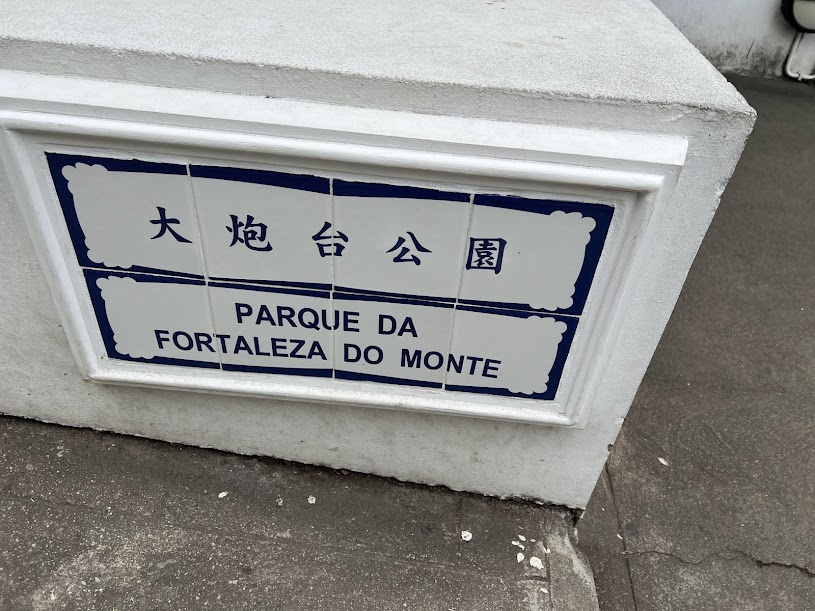 大炮台公園
PARQUE DA
FORTALEZA DO MONTE